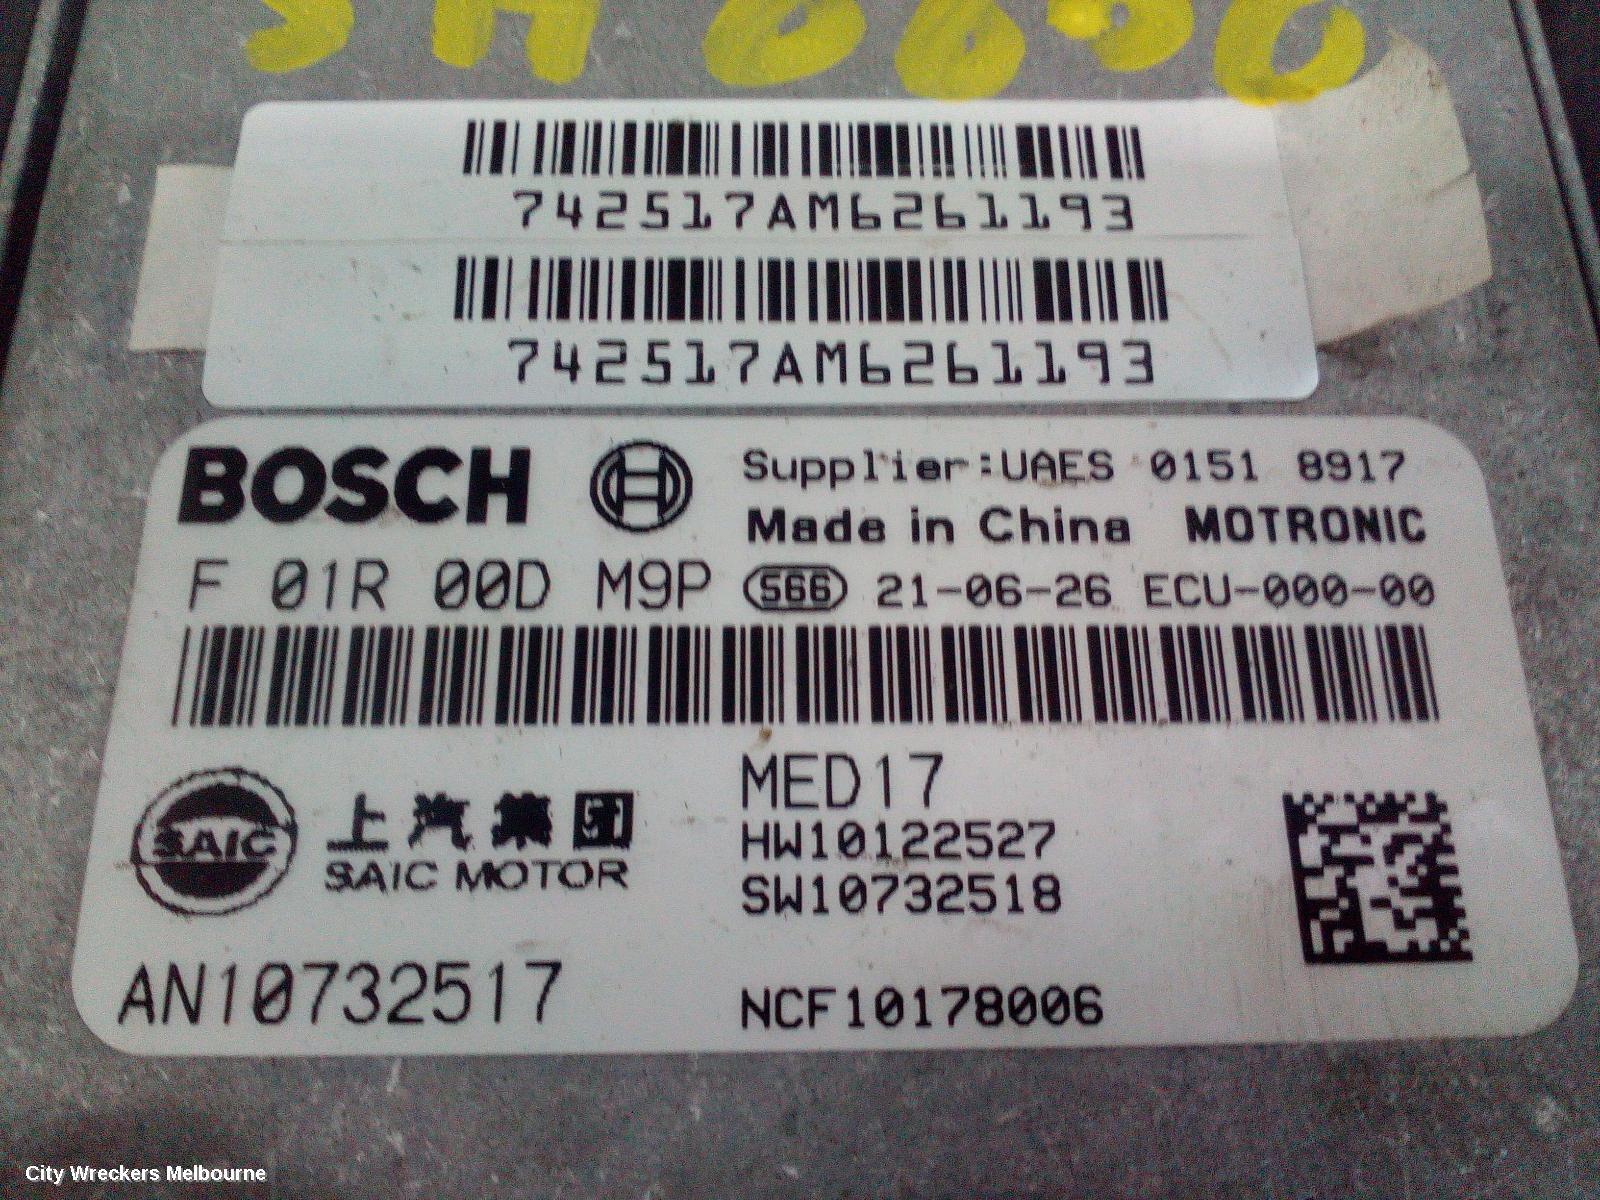 742517AM6261193
742517AM6261193
BOSCH Supplier:UAES 0151 8917
Made in China MOTRONIC
F 01R 00D M9P S66 21-06-26 ECU-000-00
MED17
SAIC 上汽集团 HW10122527
SAIC MOTOR SW10732518
AN10732517 NCF10178006
City Wreckers Melbourne